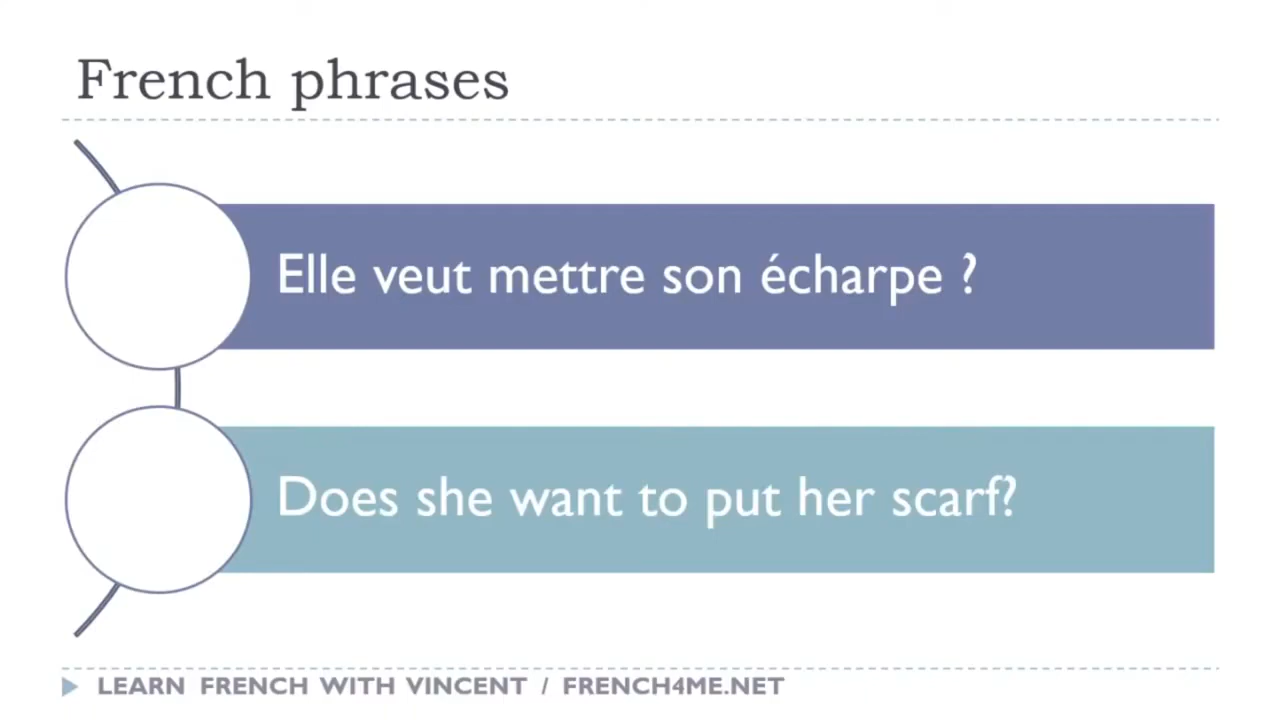 French phrases
Elle veut mettre son écharpe ?
Does she want to put her scarf?
LEARN FRENCH WITH VINCENT / FRENCH4ME.NET